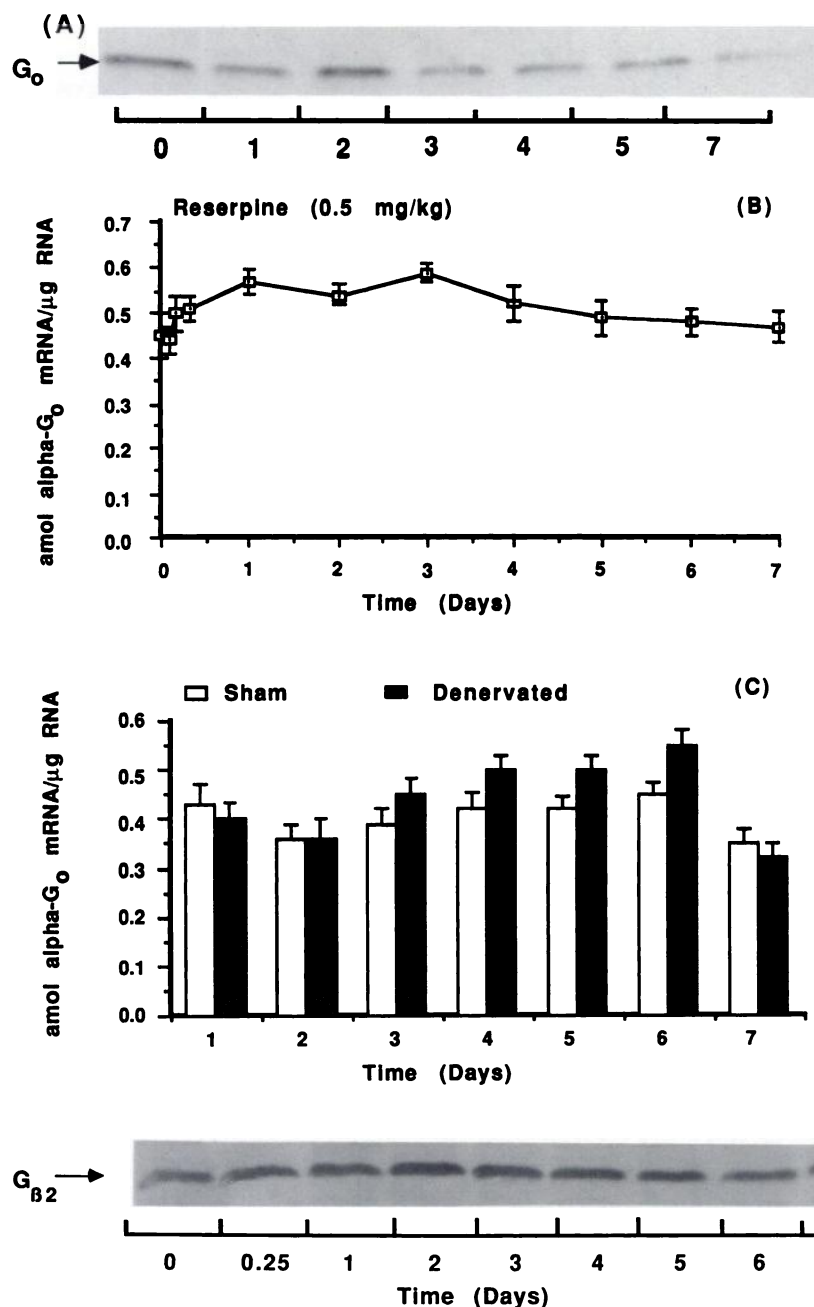 (A)
Gₒ
0 1 2 3 4 5 7
Reserpine (0.5 mg/kg)
(B)
amol alpha-Gₒ mRNA/µg RNA
0.7
0.6
0.5
0.4
0.3
0.2
0.1
0.0
0 1 2 3 4 5 6 7
Time (Days)
Sham Denervated
(C)
amol alpha-Gₒ mRNA/µg RNA
0.6
0.5
0.4
0.3
0.2
0.1
0.0
1 2 3 4 5 6 7
Time (Days)
Gß2
0 0.25 1 2 3 4 5 6
Time (Days)